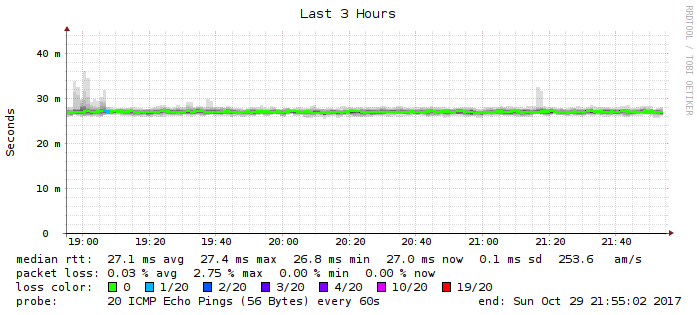 Last 3 Hours
RRDTOOL / TOBI OETIKER
Seconds
40 m
30 m
20 m
10 m
0
19:00 19:20 19:40 20:00 20:20 20:40 21:00 21:20 21:40
median rtt: 27.1 ms avg 27.4 ms max 26.8 ms min 27.0 ms now 0.1 ms sd 253.6 am/s
packet loss: 0.03 % avg 2.75 % max 0.00 % min 0.00 % now
loss color: 0 1/20 2/20 3/20 4/20 10/20 19/20
probe: 20 ICMP Echo Pings (56 Bytes) every 60s end: Sun Oct 29 21:55:02 2017